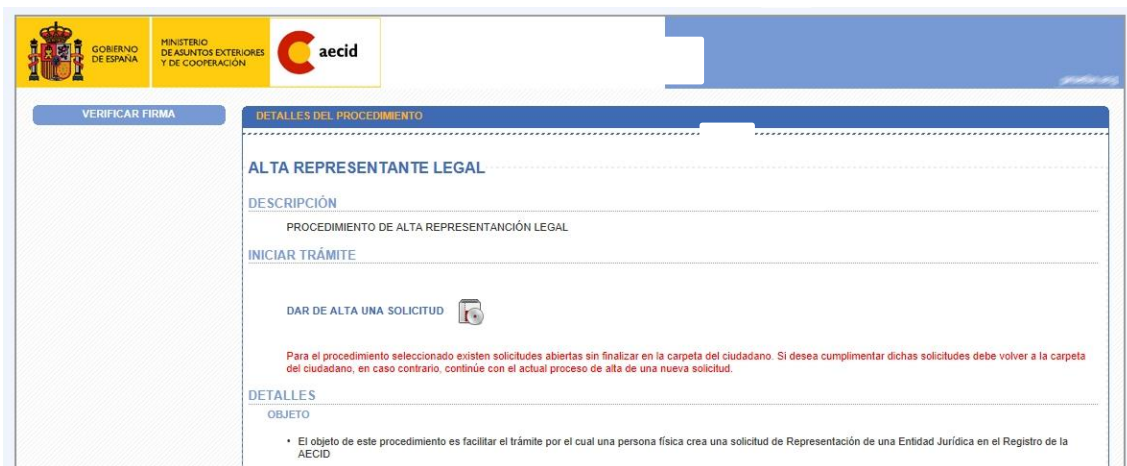 GOBIERNO
DE ESPAÑA
MINISTERIO
DE ASUNTOS EXTERIORES
Y DE COOPERACIÓN
aecid
VERIFICAR FIRMA
DETALLES DEL PROCEDIMIENTO
ALTA REPRESENTANTE LEGAL
DESCRIPCIÓN
PROCEDIMIENTO DE ALTA REPRESENTANCIÓN LEGAL
INICIAR TRÁMITE
DAR DE ALTA UNA SOLICITUD
Para el procedimiento seleccionado existen solicitudes abiertas sin finalizar en la carpeta del ciudadano. Si desea cumplimentar dichas solicitudes debe volver a la carpeta
del ciudadano, en caso contrario, continúe con el actual proceso de alta de una nueva solicitud.
DETALLES
OBJETO
• El objeto de este procedimiento es facilitar el trámite por el cual una persona física crea una solicitud de Representación de una Entidad Jurídica en el Registro de la
AECID